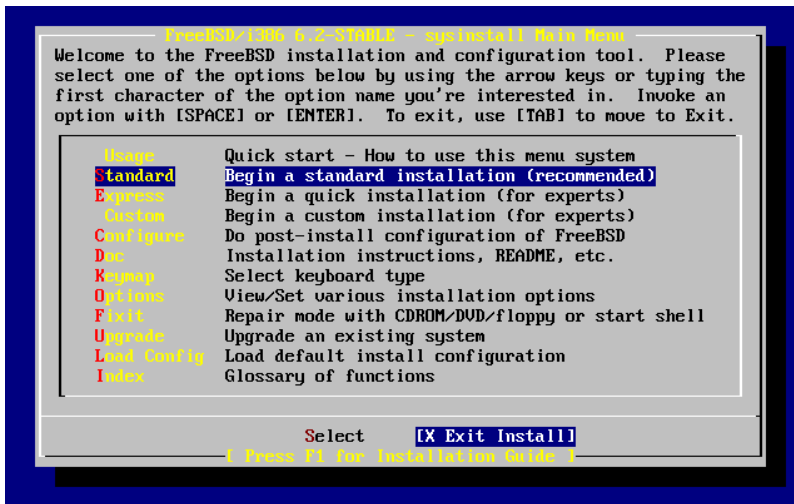 FreeBSD/i386 6.2-STABLE - sysinstall Main Menu
Welcome to the FreeBSD installation and configuration tool.  Please
select one of the options below by using the arrow keys or typing the
first character of the option name you're interested in.  Invoke an
option with [SPACE] or [ENTER].  To exit, use [TAB] to move to Exit.
Usage Quick start - How to use this menu system
Standard Begin a standard installation (recommended)
Express Begin a quick installation (for experts)
Custom Begin a custom installation (for experts)
Configure Do post-install configuration of FreeBSD
Doc Installation instructions, README, etc.
Keymap Select keyboard type
Options View/Set various installation options
Fixit Repair mode with CDROM/DVD/floppy or start shell
Upgrade Upgrade an existing system
Load Config Load default install configuration
Index Glossary of functions
Select [X Exit Install]
[ Press F1 for Installation Guide ]